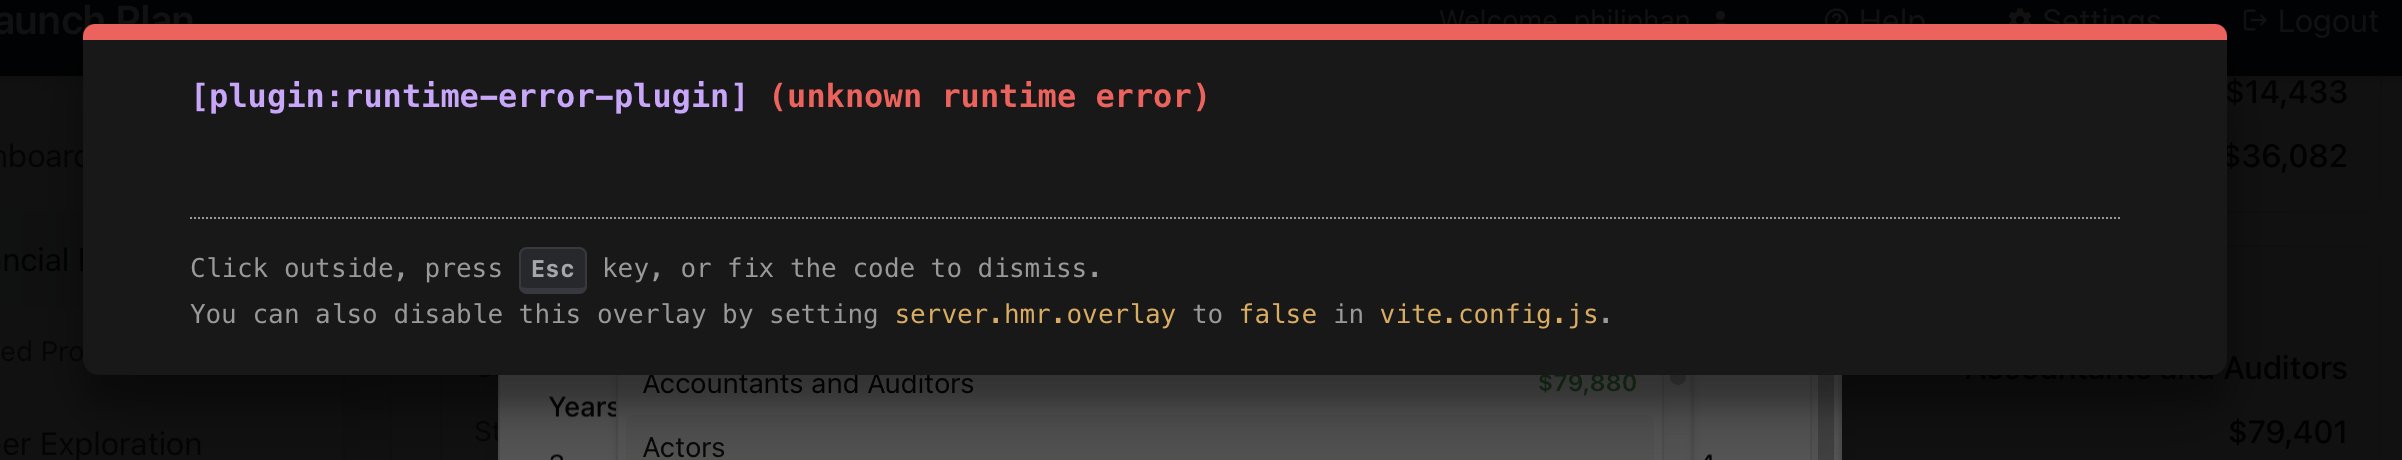 aunch Plan
Welcome, philiphan
Help
Settings
Logout
[plugin:runtime-error-plugin] (unknown runtime error)
$14,433
$36,082
Click outside, press Esc key, or fix the code to dismiss.
You can also disable this overlay by setting server.hmr.overlay to false in vite.config.js.
nboard
ncial
ed Pro
er Exploration
St
Years
Accountants and Auditors
$79,880
Actors
Accountants and Auditors
$79,401